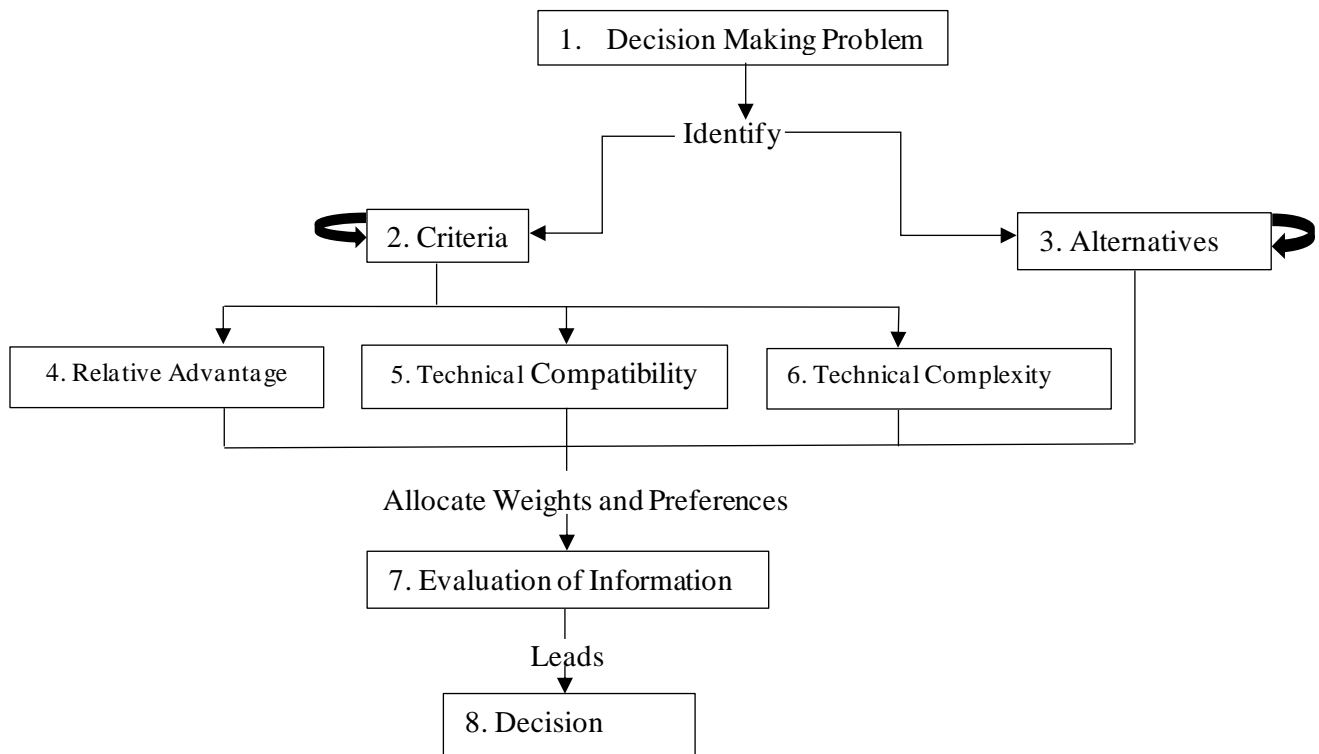 1. Decision Making Problem
Identify
2. Criteria
3. Alternatives
4. Relative Advantage
5. Technical Compatibility
6. Technical Complexity
Allocate Weights and Preferences
7. Evaluation of Information
Leads
8. Decision